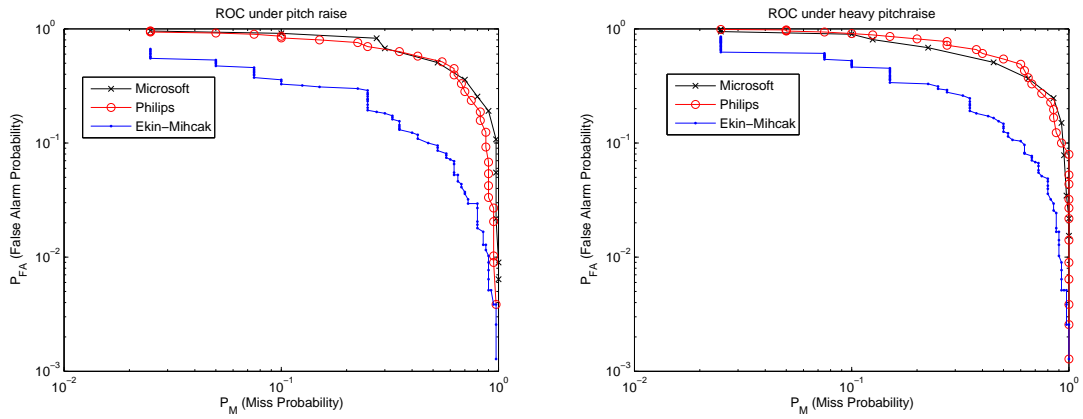 ROC under pitch raise
10^0
10^-1
10^-2
10^-3
P_FA (False Alarm Probability)
Microsoft
Philips
Ekin−Mihcak
10^-2
10^-1
10^0
P_M (Miss Probability)
ROC under heavy pitchraise
10^0
10^-1
10^-2
10^-3
P_FA (False Alarm Probability)
Microsoft
Philips
Ekin−Mihcak
10^-2
10^-1
10^0
P_M (Miss Probability)